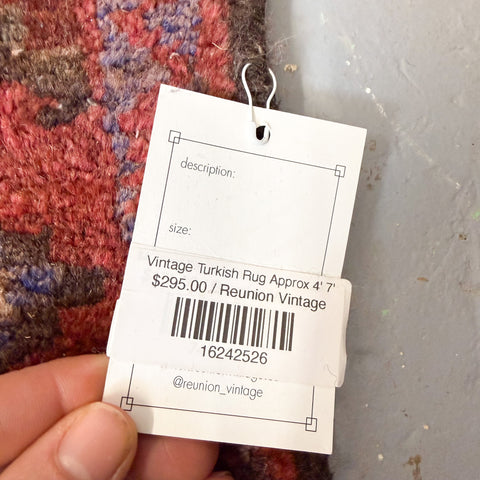 description:
size:
Vintage Turkish Rug Approx 4' 7'
$295.00 / Reunion Vintage
16242526
@reunion_vintage